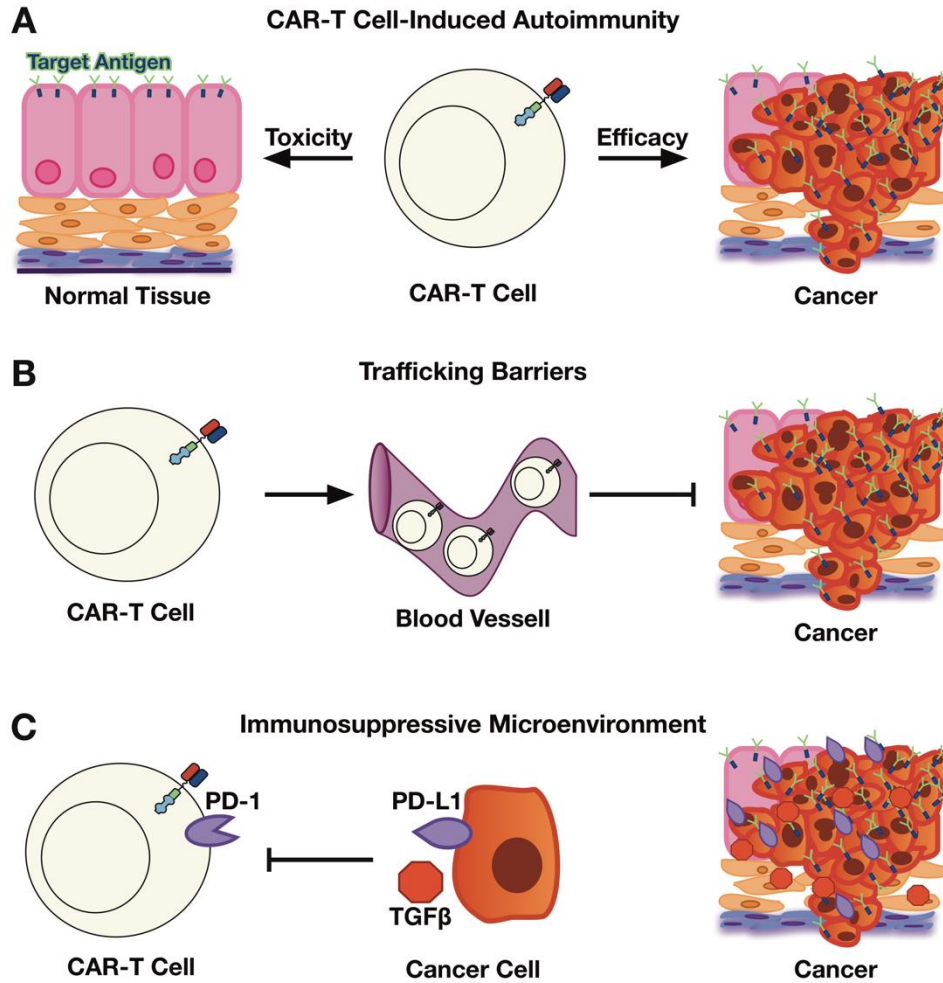 A
CAR-T Cell-Induced Autoimmunity
Target Antigen
Toxicity
Efficacy
Normal Tissue
CAR-T Cell
Cancer
B
Trafficking Barriers
CAR-T Cell
Blood Vessell
Cancer
C
Immunosuppressive Microenvironment
PD-1
PD-L1
TGFβ
CAR-T Cell
Cancer Cell
Cancer